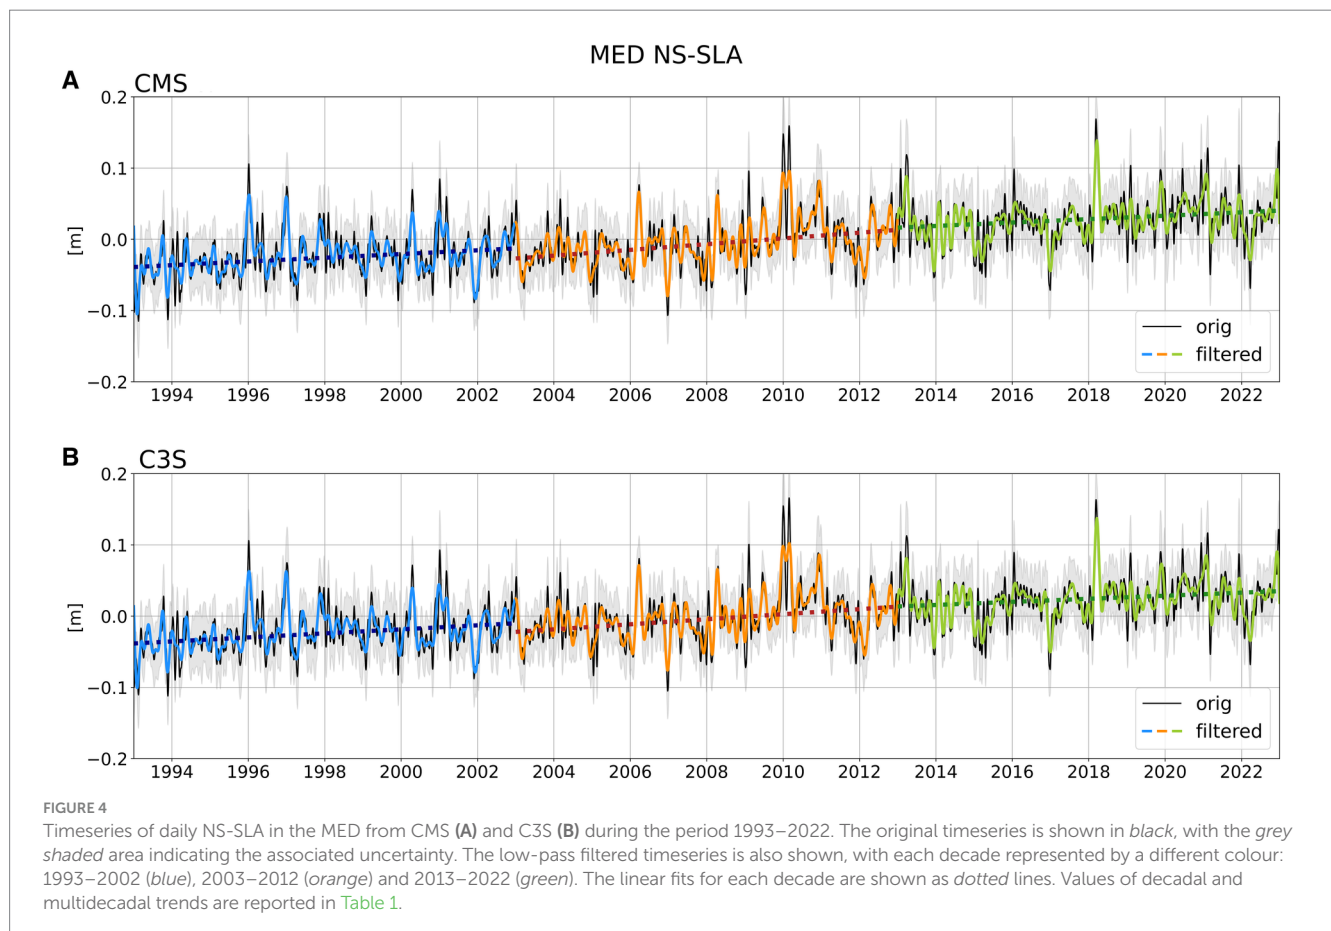 MED NS-SLA
A
CMS
0.2
0.1
0.0
−0.1
−0.2
[m]
orig
filtered
1994 1996 1998 2000 2002 2004 2006 2008 2010 2012 2014 2016 2018 2020 2022
B
C3S
0.2
0.1
0.0
−0.1
−0.2
[m]
orig
filtered
1994 1996 1998 2000 2002 2004 2006 2008 2010 2012 2014 2016 2018 2020 2022
FIGURE 4
Timeseries of daily NS-SLA in the MED from CMS (A) and C3S (B) during the period 1993–2022. The original timeseries is shown in black, with the grey
shaded area indicating the associated uncertainty. The low-pass filtered timeseries is also shown, with each decade represented by a different colour:
1993–2002 (blue), 2003–2012 (orange) and 2013–2022 (green). The linear fits for each decade are shown as dotted lines. Values of decadal and
multidecadal trends are reported in Table 1.